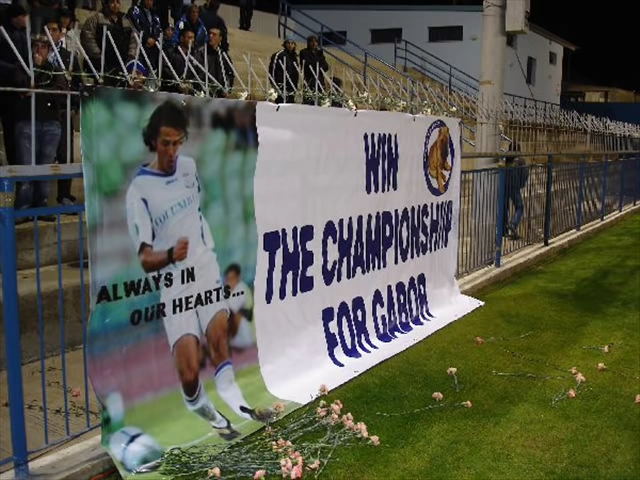 ALWAYS IN
OUR HEARTS...
WIN
THE CHAMPIONSHIP
FOR GABOR